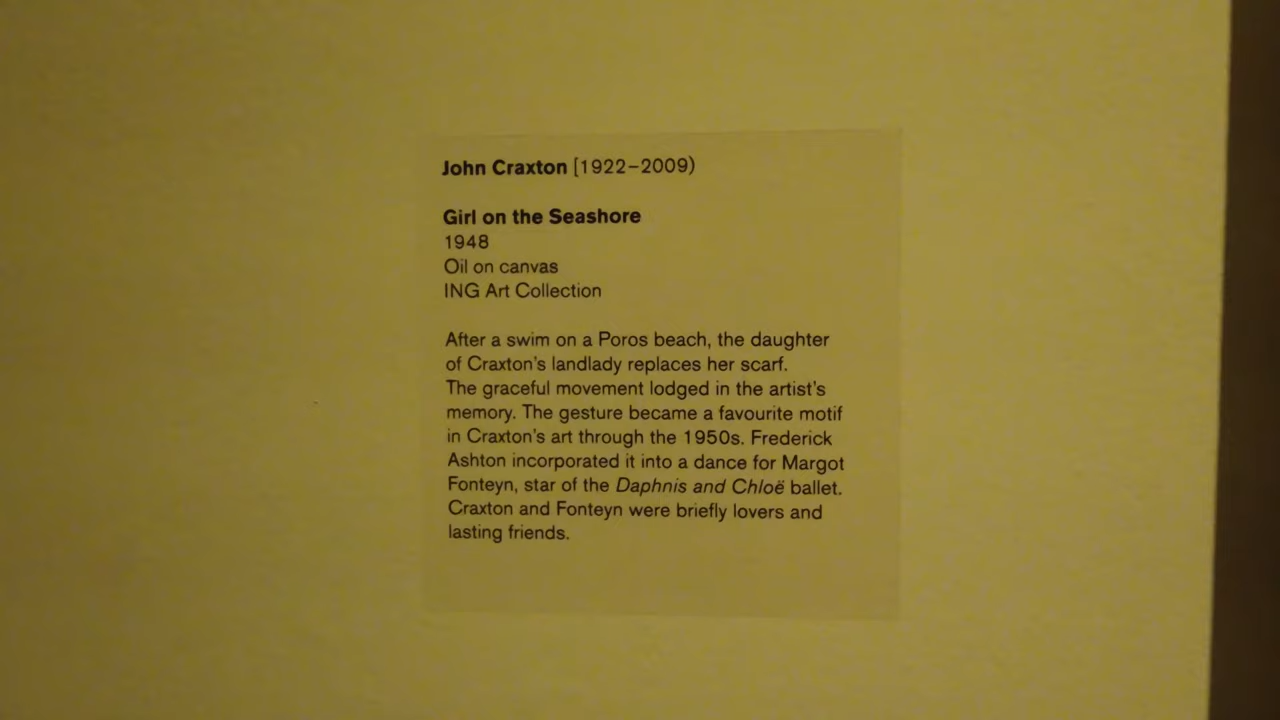 John Craxton [1922–2009)
Girl on the Seashore
1948
Oil on canvas
ING Art Collection
After a swim on a Poros beach, the daughter
of Craxton's landlady replaces her scarf.
The graceful movement lodged in the artist's
memory. The gesture became a favourite motif
in Craxton's art through the 1950s. Frederick
Ashton incorporated it into a dance for Margot
Fonteyn, star of the Daphnis and Chloë ballet.
Craxton and Fonteyn were briefly lovers and
lasting friends.